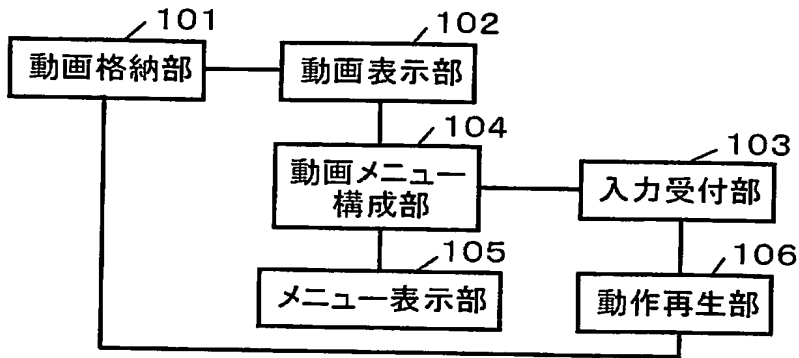 101
動画格納部
102
動画表示部
104
動画メニュー
構成部
103
入力受付部
105
メニュー表示部
106
動作再生部